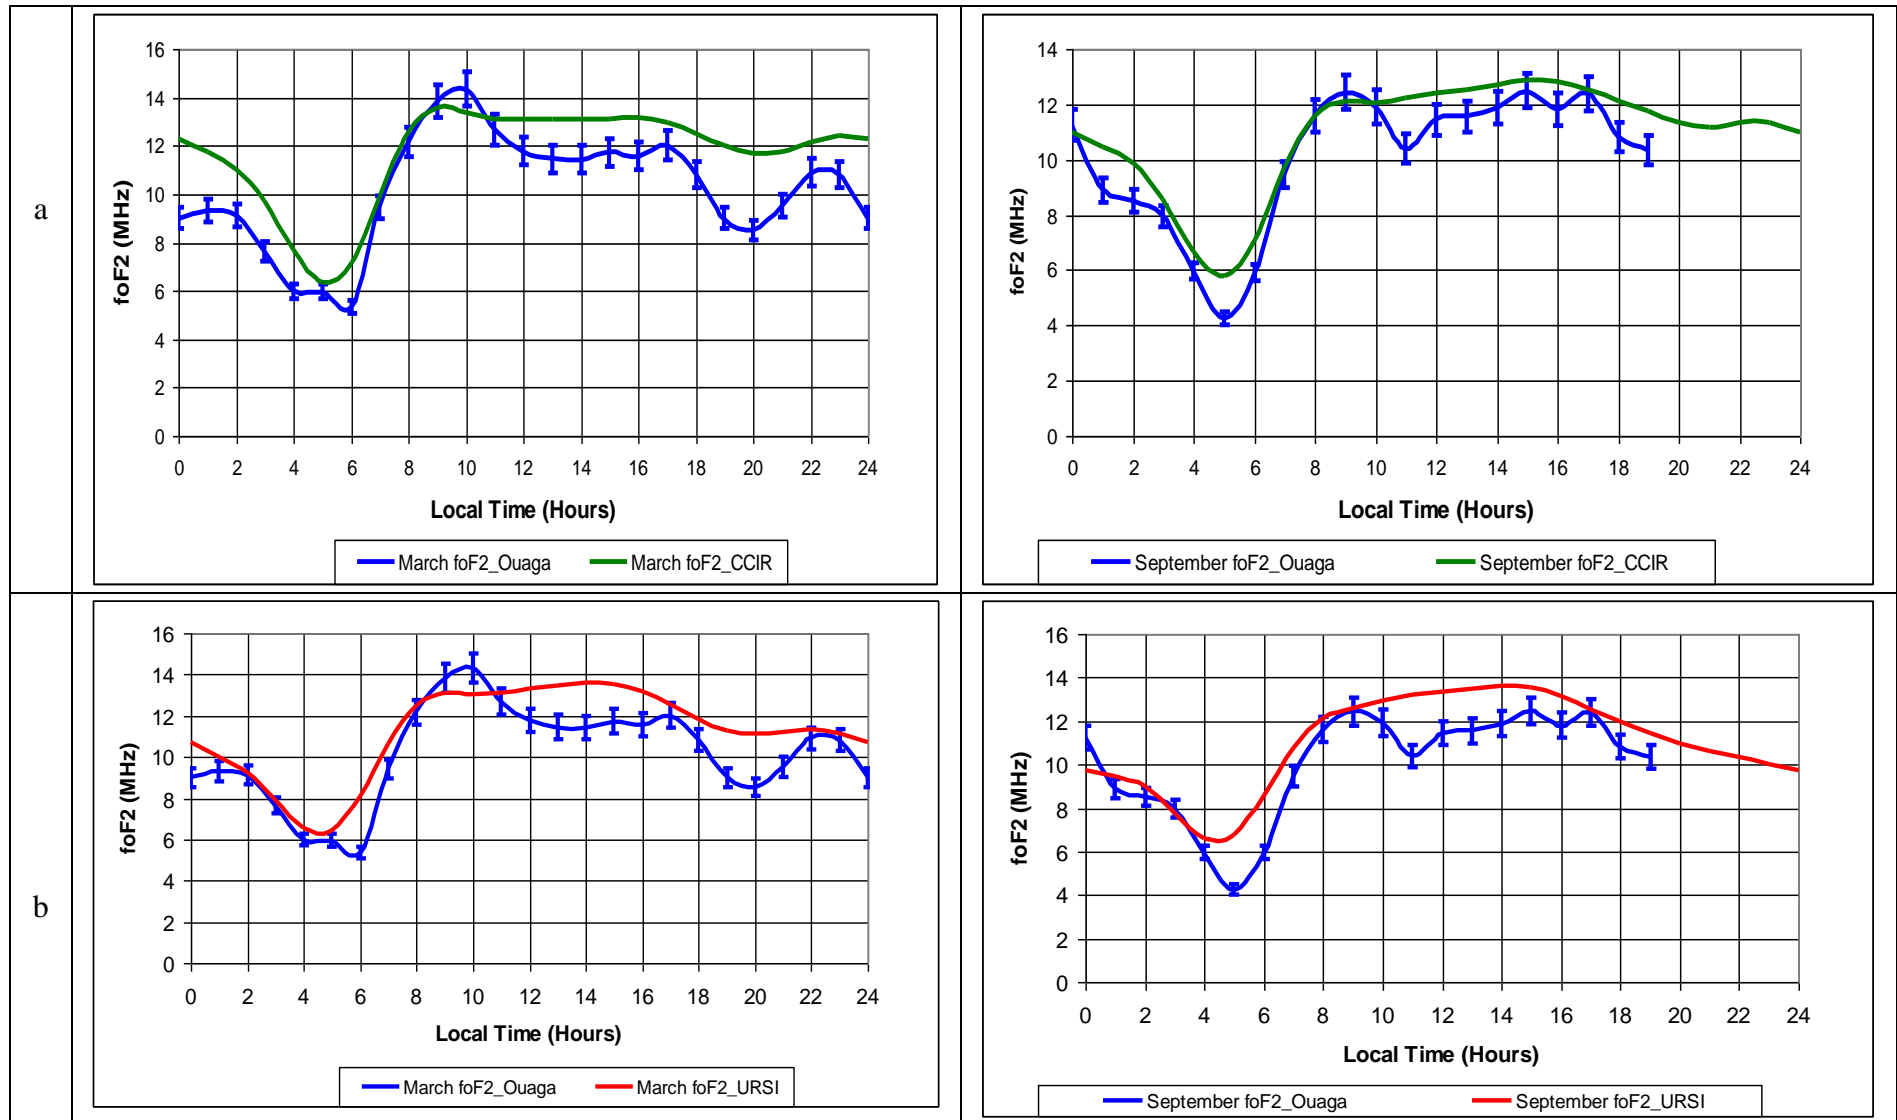 a
foF2 (MHz)
16
14
12
10
8
6
4
2
0
0 2 4 6 8 10 12 14 16 18 20 22 24
Local Time (Hours)
March foF2_Ouaga March foF2_CCIR
foF2 (MHz)
14
12
10
8
6
4
2
0
0 2 4 6 8 10 12 14 16 18 20 22 24
Local Time (Hours)
September foF2_Ouaga September foF2_CCIR
b
foF2 (MHz)
16
14
12
10
8
6
4
2
0
0 2 4 6 8 10 12 14 16 18 20 22 24
Local Time (Hours)
March foF2_Ouaga March foF2_URSI
foF2 (MHz)
16
14
12
10
8
6
4
2
0
0 2 4 6 8 10 12 14 16 18 20 22 24
Local Time (Hours)
September foF2_Ouaga September foF2_URSI